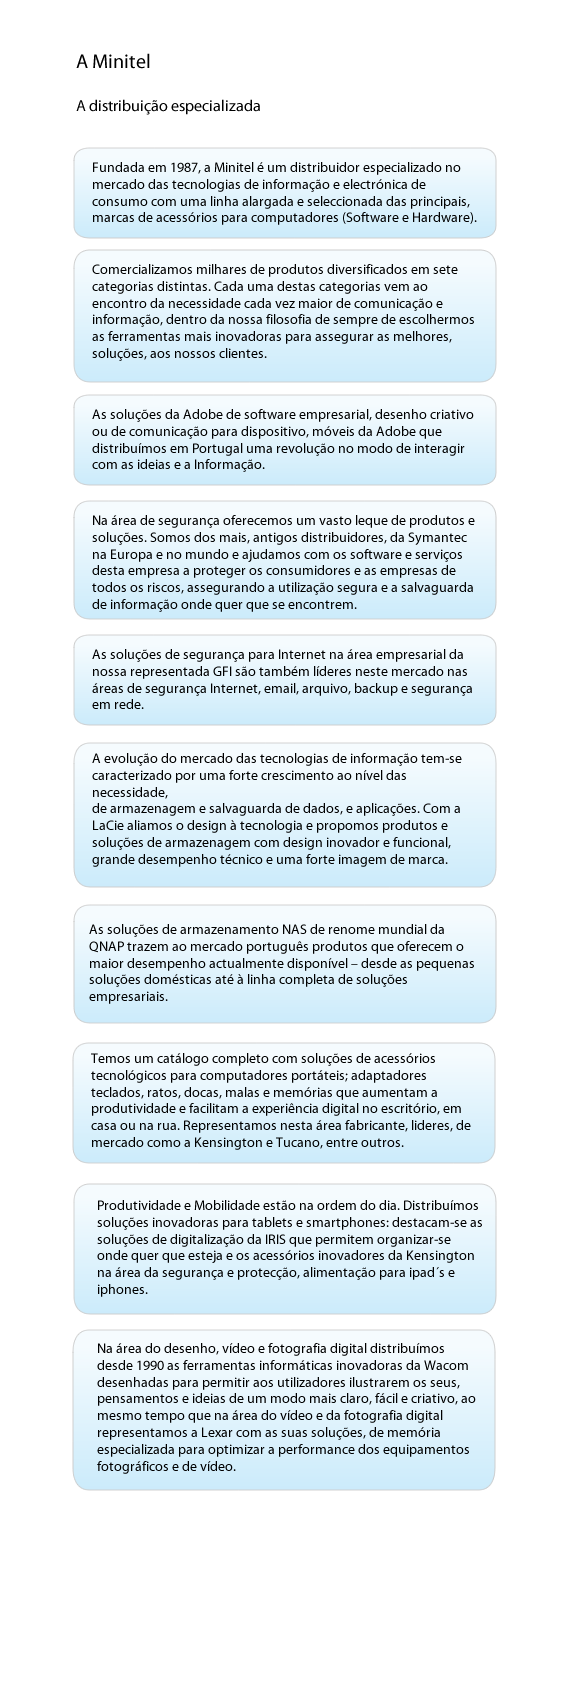 A Minitel
A distribuição especializada
Fundada em 1987, a Minitel é um distribuidor especializado no
mercado das tecnologias de informação e electrónica de
consumo com uma linha alargada e seleccionada das principais,
marcas de acessórios para computadores (Software e Hardware).
Comercializamos milhares de produtos diversificados em sete
categorias distintas. Cada uma destas categorias vem ao
encontro da necessidade cada vez maior de comunicação e
informação, dentro da nossa filosofia de sempre de escolhermos
as ferramentas mais inovadoras para assegurar as melhores,
soluções, aos nossos clientes.
As soluções da Adobe de software empresarial, desenho criativo
ou de comunicação para dispositivo, móveis da Adobe que
distribuímos em Portugal uma revolução no modo de interagir
com as ideias e a Informação.
Na área de segurança oferecemos um vasto leque de produtos e
soluções. Somos dos mais, antigos distribuidores, da Symantec
na Europa e no mundo e ajudamos com os software e serviços
desta empresa a proteger os consumidores e as empresas de
todos os riscos, assegurando a utilização segura e a salvaguarda
de informação onde quer que se encontrem.
As soluções de segurança para Internet na área empresarial da
nossa representada GFI são também líderes neste mercado nas
áreas de segurança Internet, email, arquivo, backup e segurança
em rede.
A evolução do mercado das tecnologias de informação tem-se
caracterizado por uma forte crescimento ao nível das
necessidade,
de armazenagem e salvaguarda de dados, e aplicações. Com a
LaCie aliamos o design à tecnologia e propomos produtos e
soluções de armazenagem com design inovador e funcional,
grande desempenho técnico e uma forte imagem de marca.
As soluções de armazenamento NAS de renome mundial da
QNAP trazem ao mercado português produtos que oferecem o
maior desempenho actualmente disponível – desde as pequenas
soluções domésticas até à linha completa de soluções
empresariais.
Temos um catálogo completo com soluções de acessórios
tecnológicos para computadores portáteis; adaptadores
teclados, ratos, docas, malas e memórias que aumentam a
produtividade e facilitam a experiência digital no escritório, em
casa ou na rua. Representamos nesta área fabricante, lideres, de
mercado como a Kensington e Tucano, entre outros.
Produtividade e Mobilidade estão na ordem do dia. Distribuímos
soluções inovadoras para tablets e smartphones: destacam-se as
soluções de digitalização da IRIS que permitem organizar-se
onde quer que esteja e os acessórios inovadores da Kensington
na área da segurança e protecção, alimentação para ipad´s e
iphones.
Na área do desenho, vídeo e fotografia digital distribuímos
desde 1990 as ferramentas informáticas inovadoras da Wacom
desenhadas para permitir aos utilizadores ilustrarem os seus,
pensamentos e ideias de um modo mais claro, fácil e criativo, ao
mesmo tempo que na área do vídeo e da fotografia digital
representamos a Lexar com as suas soluções, de memória
especializada para optimizar a performance dos equipamentos
fotográficos e de vídeo.